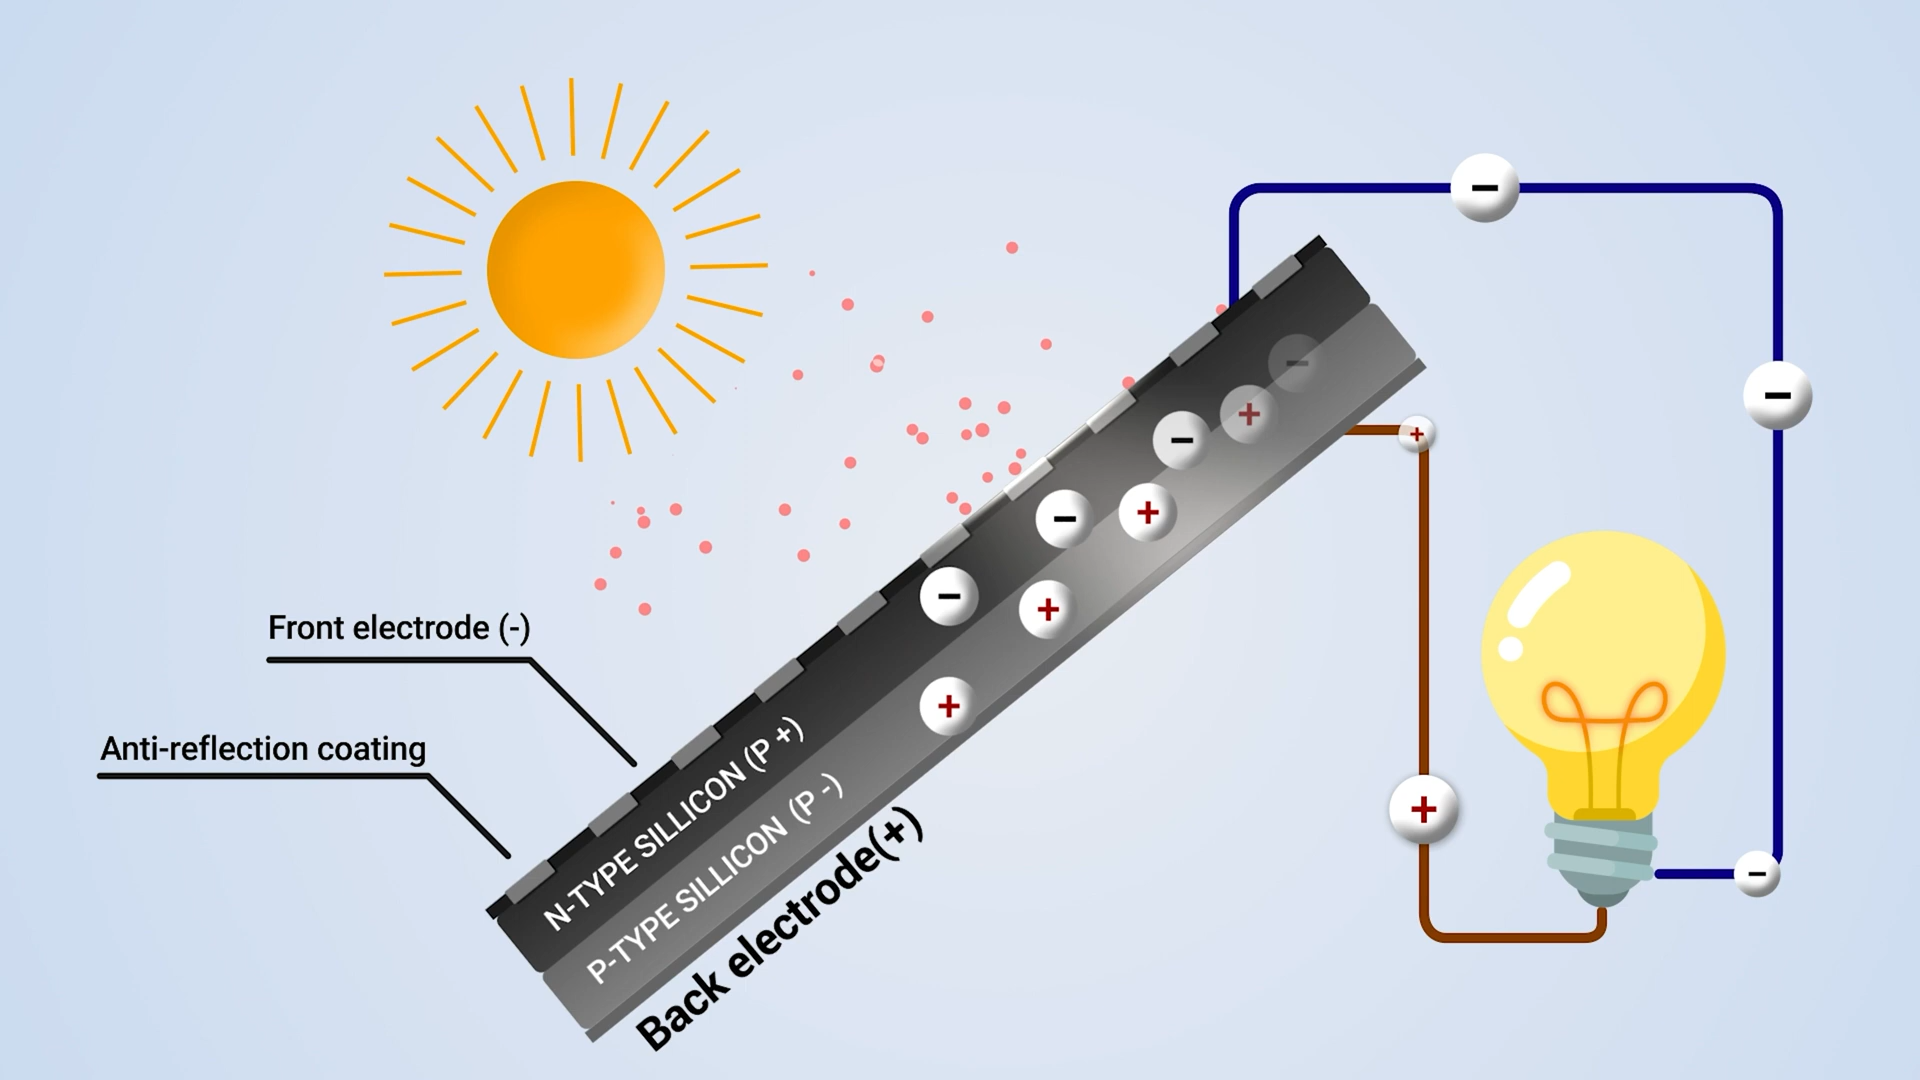 Front electrode (-)
Anti-reflection coating
N-TYPE SILLICON (P +)
P-TYPE SILLICON (P -)
Back electrode(+)